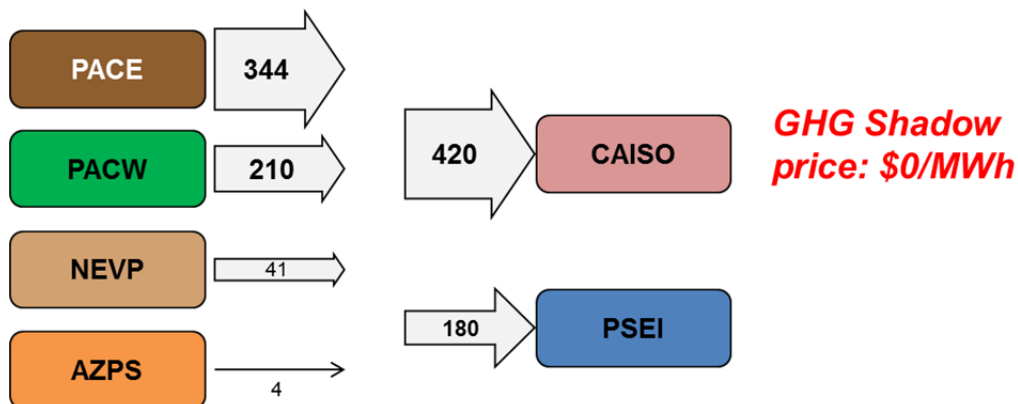 PACE
344
PACW
210
420
CAISO
GHG Shadow
price: $0/MWh
NEVP
41
180
PSEI
AZPS
4